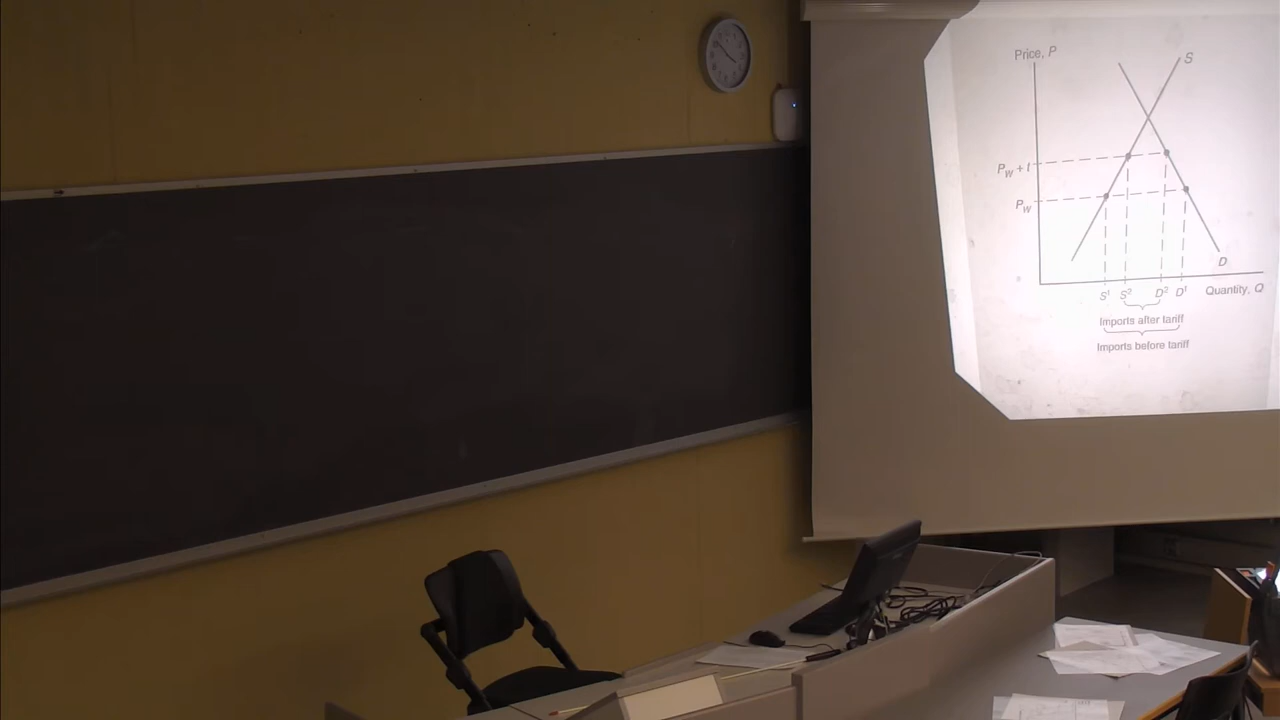 Price, P
S
P_W + t
P_W
D
S¹ S² D² D¹ Quantity, Q
Imports after tariff
Imports before tariff